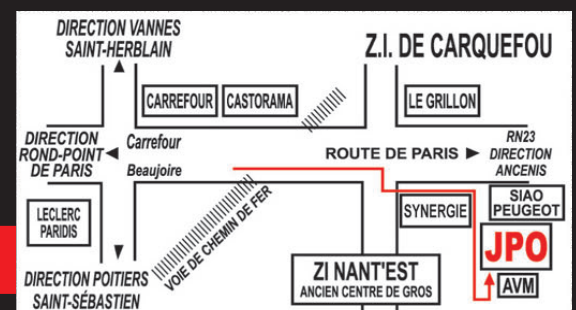 DIRECTION VANNES
SAINT-HERBLAIN
Z.I. DE CARQUEFOU
CARREFOUR
CASTORAMA
LE GRILLON
DIRECTION
ROND-POINT
DE PARIS
Carrefour
Beaujoire
ROUTE DE PARIS
RN23
DIRECTION
ANCENIS
LECLERC
PARIDIS
VOIE DE CHEMIN DE FER
SYNERGIE
SIAO
PEUGEOT
JPO
AVM
ZI NANT'EST
ANCIEN CENTRE DE GROS
DIRECTION POITIERS
SAINT-SÉBASTIEN